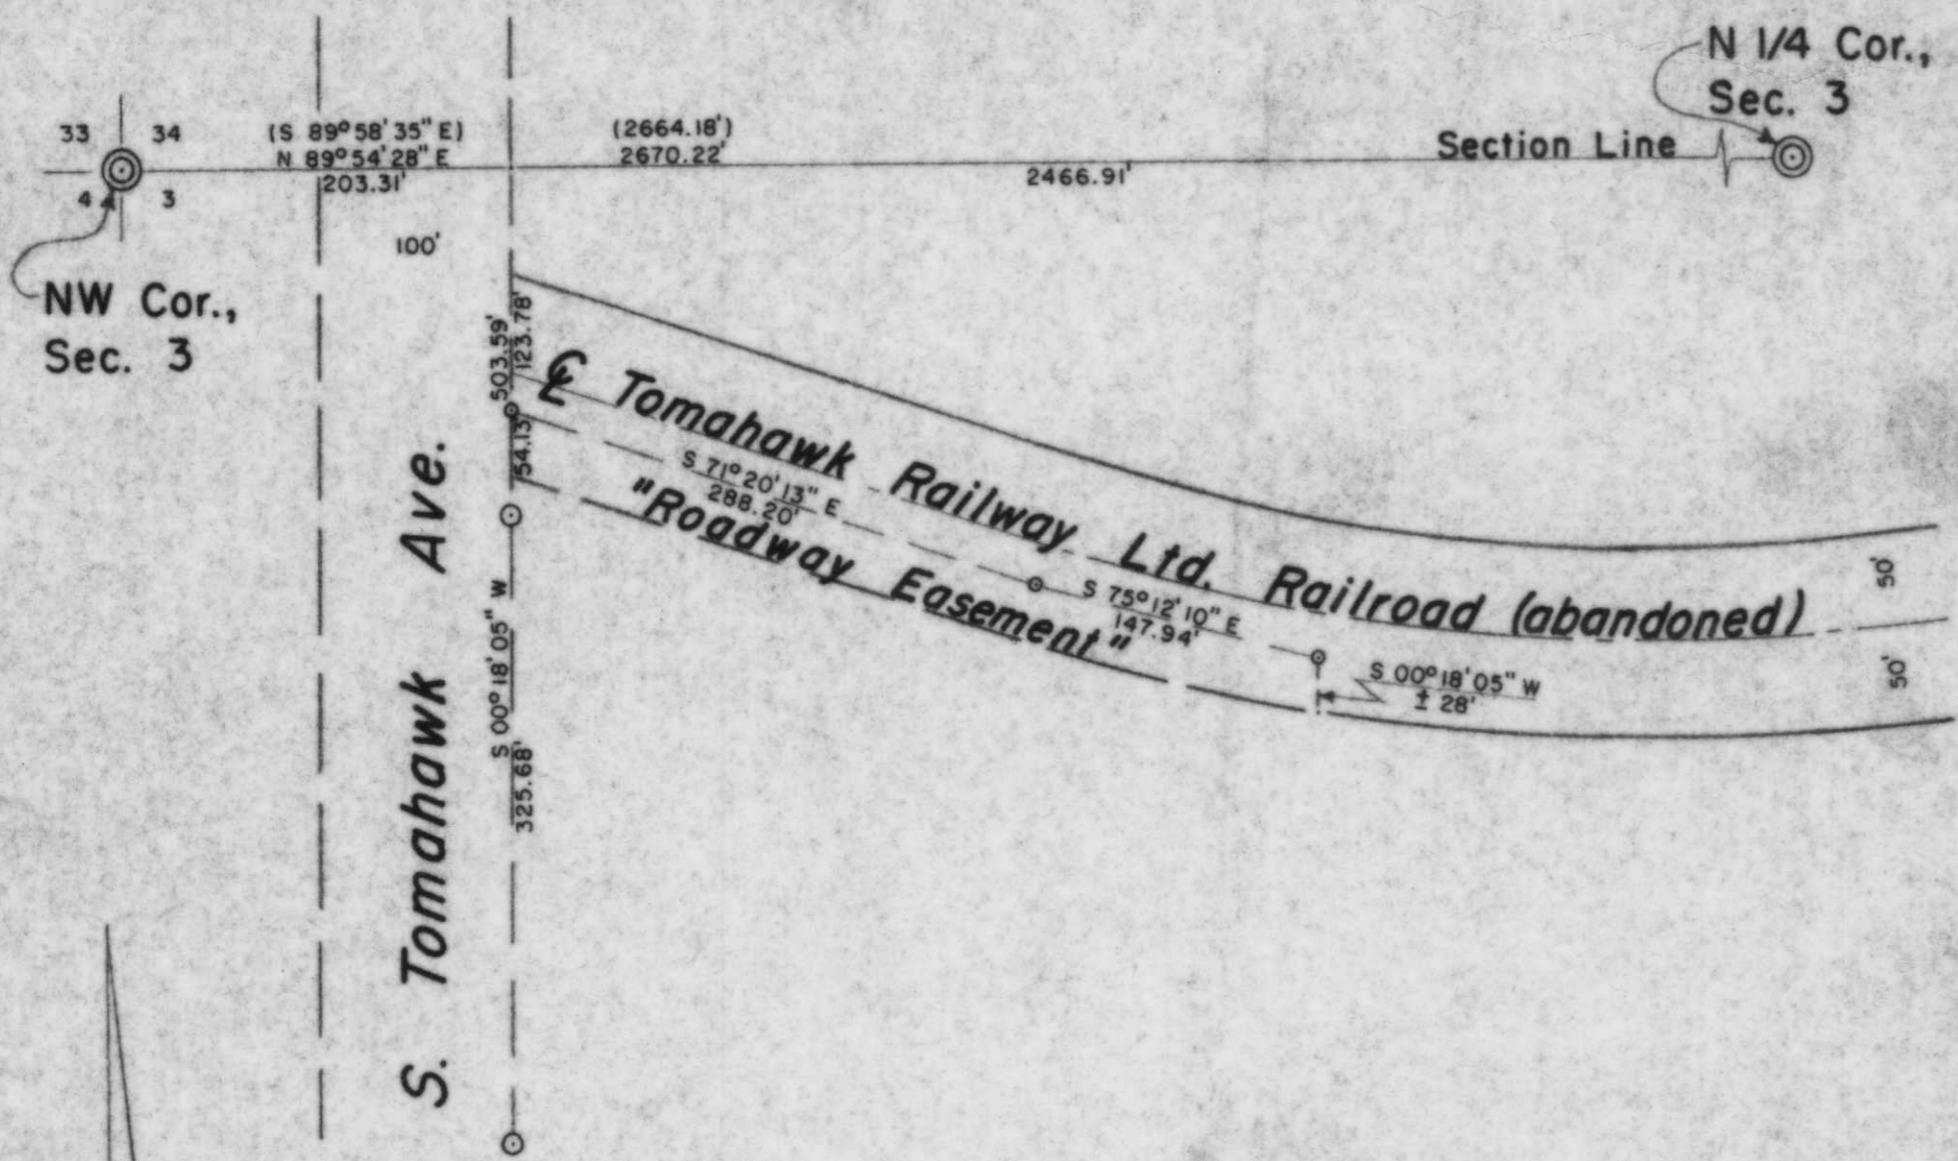 N 1/4 Cor.,
Sec. 3
33 34
(S 89°58'35" E)
N 89°54'28" E
203.31'
(2664.18')
2670.22'
2466.91'
Section Line
4 3
100'
NW Cor.,
Sec. 3
503.59'
123.78'
54.13'
℄ Tomahawk Railway Ltd. Railroad (abandoned)
S 71°20'13" E
288.20'
"Roadway Easement"
S 75°12'10" E
147.94'
S 00°18'05" W
± 28'
50'
50'
S 00°18'05" W
325.68'
S. Tomahawk Ave.